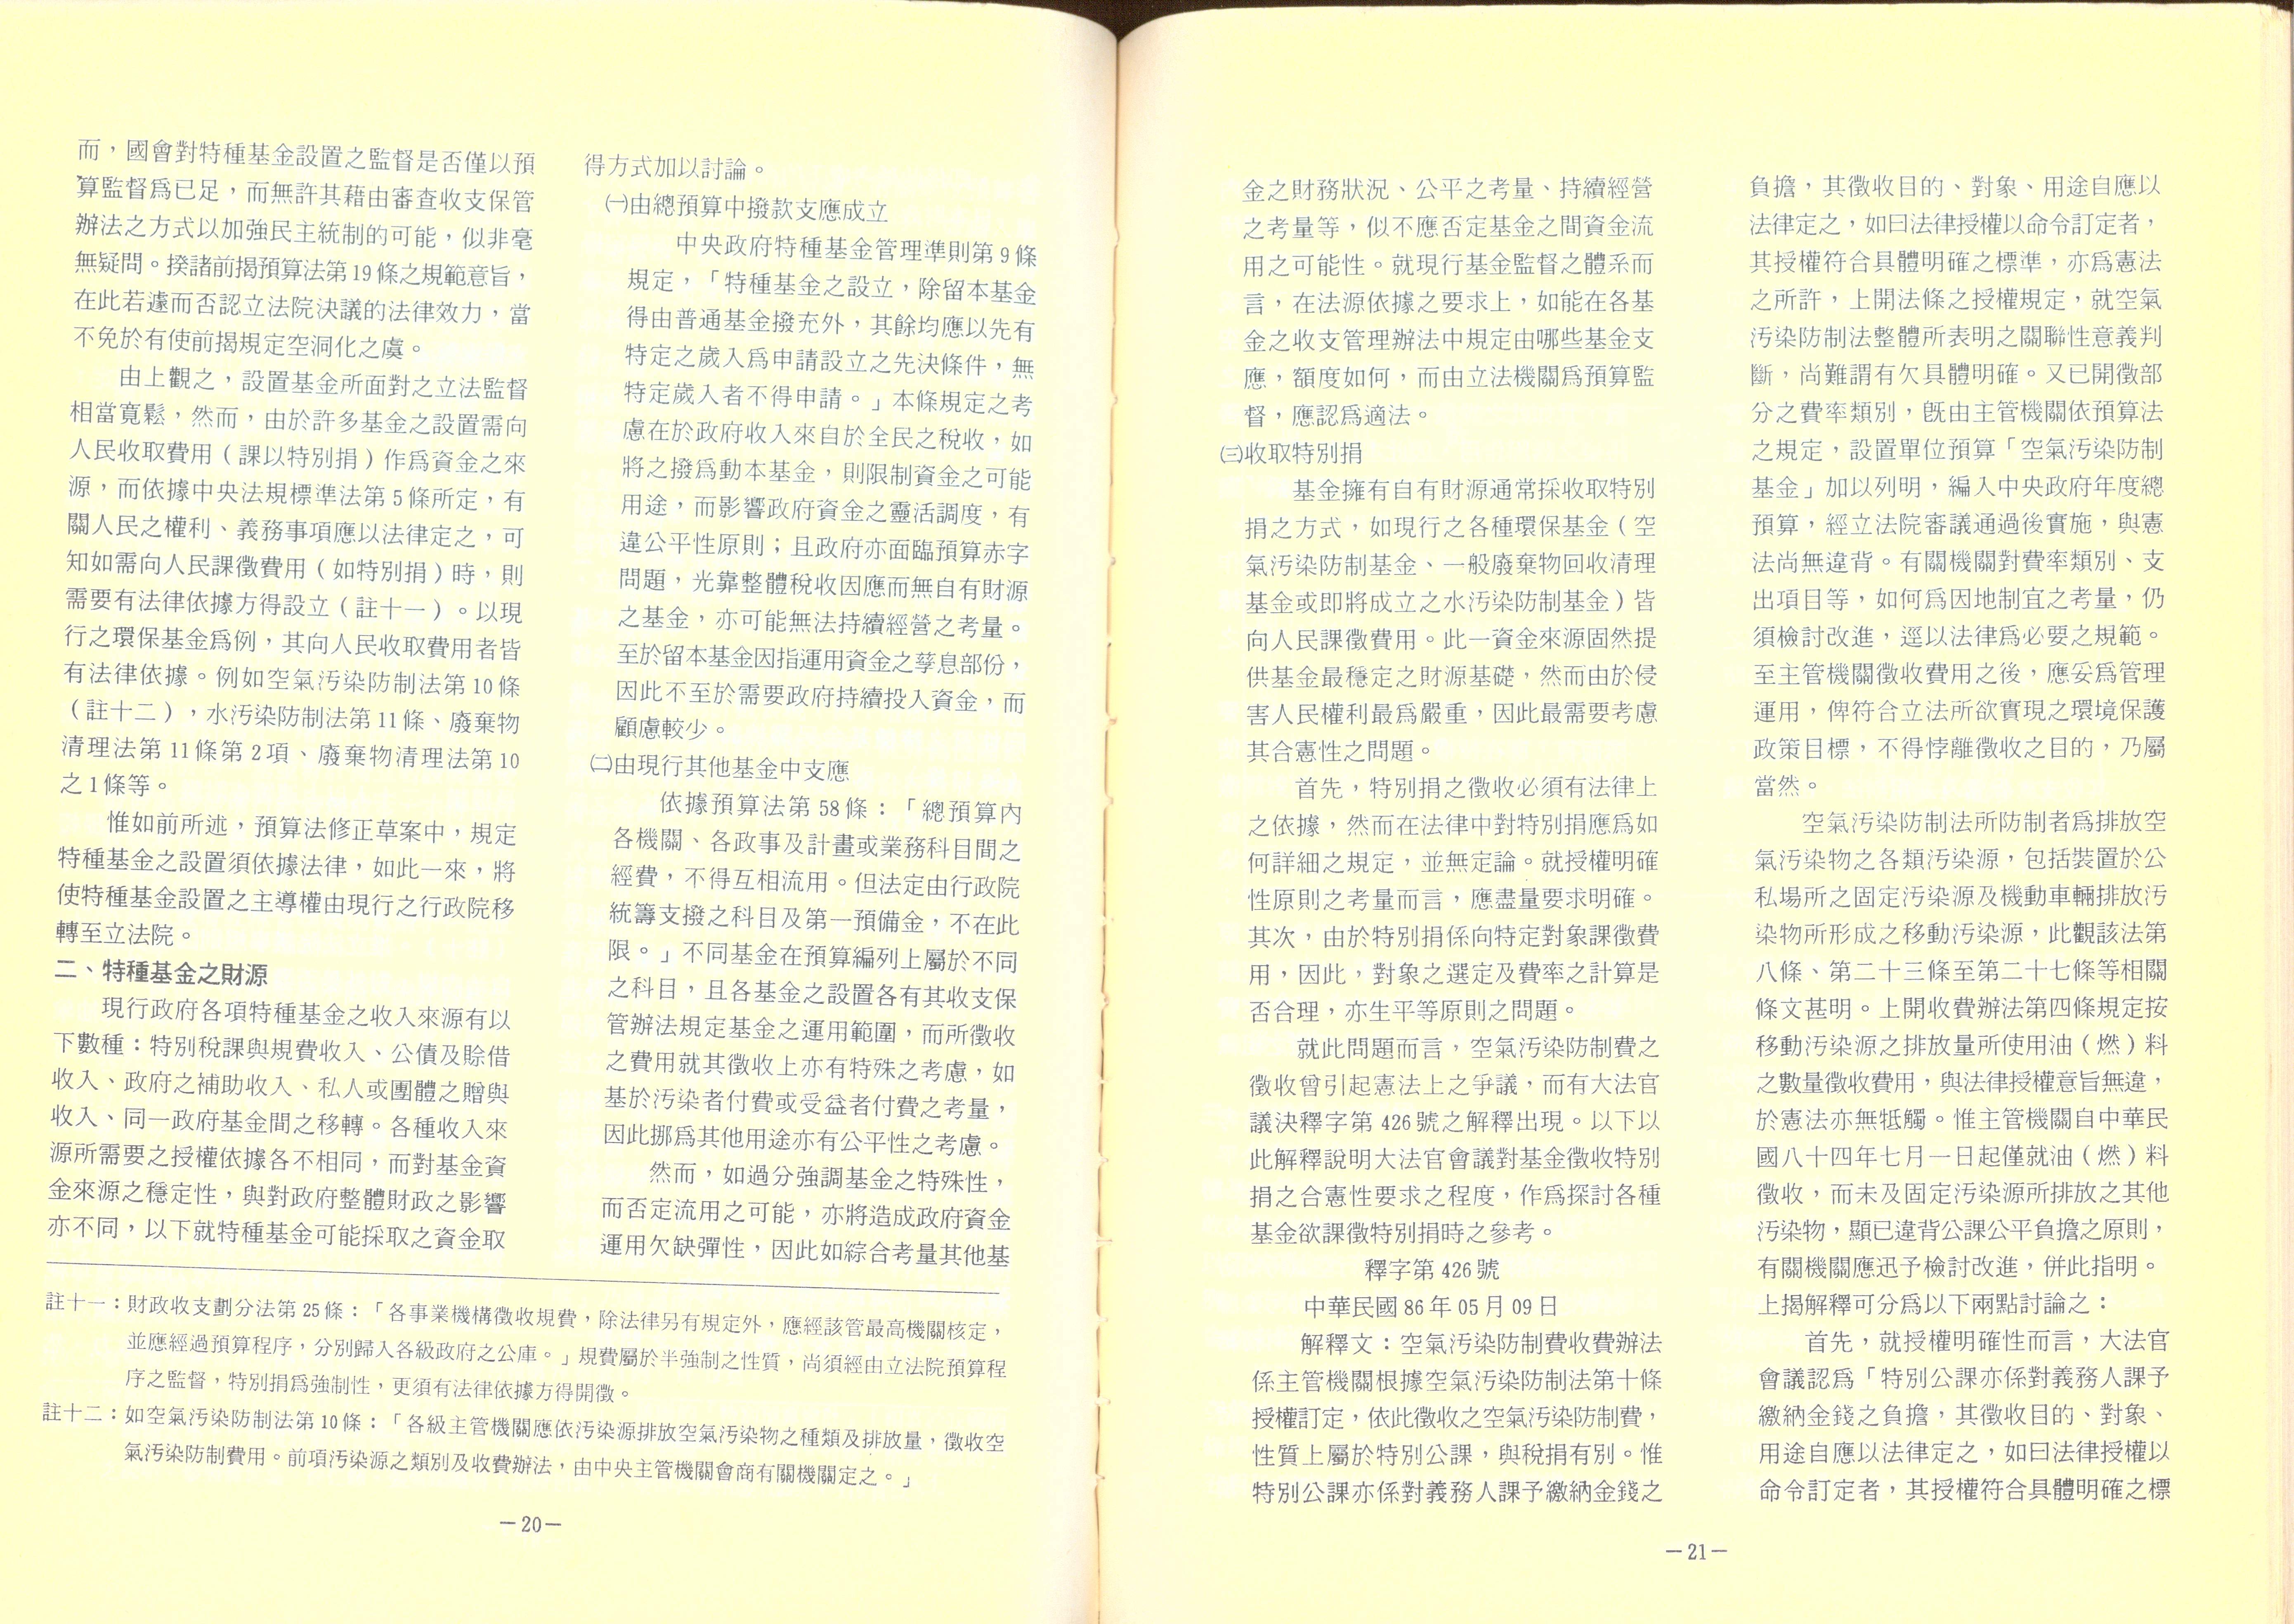 而，國會對特種基金設置之監督是否僅以預
算監督爲已足，而無許其藉由審查收支保管
辦法之方式以加強民主統制的可能，似非毫
無疑問。揆諸前揭預算法第19條之規範意旨，
在此若遽而否認立法院決議的法律效力，當
不免於有使前揭規定空洞化之虞。
由上觀之，設置基金所面對之立法監督
相當寬鬆，然而，由於許多基金之設置需向
人民收取費用（課以特別捐）作爲資金之來
源，而依據中央法規標準法第5條所定，有
關人民之權利、義務事項應以法律定之，可
知如需向人民課徵費用（如特別捐）時，則
需要有法律依據方得設立（註十一）。以現
行之環保基金爲例，其向人民收取費用者皆
有法律依據。例如空氣汚染防制法第10條
（註十二），水汚染防制法第11條、廢棄物
清理法第11條第2項、廢棄物清理法第10
之1條等。
惟如前所述，預算法修正草案中，規定
特種基金之設置須依據法律，如此一來，將
使特種基金設置之主導權由現行之行政院移
轉至立法院。
二、特種基金之財源
現行政府各項特種基金之收入來源有以
下數種：特別稅課與規費收入、公債及賒借
收入、政府之補助收入、私人或團體之贈與
收入、同一政府基金間之移轉。各種收入來
源所需要之授權依據各不相同，而對基金資
金來源之穩定性，與對政府整體財政之影響
亦不同，以下就特種基金可能採取之資金取
得方式加以討論。
㈠由總預算中撥款支應成立
中央政府特種基金管理準則第9條
規定，「特種基金之設立，除留本基金
得由普通基金撥充外，其餘均應以先有
特定之歲入爲申請設立之先決條件，無
特定歲入者不得申請。」本條規定之考
慮在於政府收入來自於全民之稅收，如
將之撥爲動本基金，則限制資金之可能
用途，而影響政府資金之靈活調度，有
違公平性原則；且政府亦面臨預算赤字
問題，光靠整體稅收因應而無自有財源
之基金，亦可能無法持續經營之考量。
至於留本基金因指運用資金之孳息部份，
因此不至於需要政府持續投入資金，而
顧慮較少。
㈡由現行其他基金中支應
依據預算法第58條：「總預算內
各機關、各政事及計畫或業務科目間之
經費，不得互相流用。但法定由行政院
統籌支撥之科目及第一預備金，不在此
限。」不同基金在預算編列上屬於不同
之科目，且各基金之設置各有其收支保
管辦法規定基金之運用範圍，而所徵收
之費用就其徵收上亦有特殊之考慮，如
基於汚染者付費或受益者付費之考量，
因此挪爲其他用途亦有公平性之考慮。
然而，如過分強調基金之特殊性，
而否定流用之可能，亦將造成政府資金
運用欠缺彈性，因此如綜合考量其他基
註十一：財政收支劃分法第25條：「各事業機構徵收規費，除法律另有規定外，應經該管最高機關核定，
並應經過預算程序，分別歸入各級政府之公庫。」規費屬於半強制之性質，尚須經由立法院預算程
序之監督，特別捐爲強制性，更須有法律依據方得開徵。
註十二：如空氣汚染防制法第10條：「各級主管機關應依汚染源排放空氣汚染物之種類及排放量，徵收空
氣汚染防制費用。前項汚染源之類別及收費辦法，由中央主管機關會商有關機關定之。」
—20—
金之財務狀況、公平之考量、持續經營
之考量等，似不應否定基金之間資金流
用之可能性。就現行基金監督之體系而
言，在法源依據之要求上，如能在各基
金之收支管理辦法中規定由哪些基金支
應，額度如何，而由立法機關爲預算監
督，應認爲適法。
㈢收取特別捐
基金擁有自有財源通常採收取特別
捐之方式，如現行之各種環保基金（空
氣汚染防制基金、一般廢棄物回收清理
基金或即將成立之水汚染防制基金）皆
向人民課徵費用。此一資金來源固然提
供基金最穩定之財源基礎，然而由於侵
害人民權利最爲嚴重，因此最需要考慮
其合憲性之問題。
首先，特別捐之徵收必須有法律上
之依據，然而在法律中對特別捐應爲如
何詳細之規定，並無定論。就授權明確
性原則之考量而言，應盡量要求明確。
其次，由於特別捐係向特定對象課徵費
用，因此，對象之選定及費率之計算是
否合理，亦生平等原則之問題。
就此問題而言，空氣汚染防制費之
徵收曾引起憲法上之爭議，而有大法官
議決釋字第426號之解釋出現。以下以
此解釋說明大法官會議對基金徵收特別
捐之合憲性要求之程度，作爲探討各種
基金欲課徵特別捐時之參考。
釋字第426號
中華民國86年05月09日
解釋文：空氣汚染防制費收費辦法
係主管機關根據空氣汚染防制法第十條
授權訂定，依此徵收之空氣汚染防制費，
性質上屬於特別公課，與稅捐有別。惟
特別公課亦係對義務人課予繳納金錢之
負擔，其徵收目的、對象、用途自應以
法律定之，如曰法律授權以命令訂定者，
其授權符合具體明確之標準，亦爲憲法
之所許，上開法條之授權規定，就空氣
汚染防制法整體所表明之關聯性意義判
斷，尚難謂有欠具體明確。又已開徵部
分之費率類別，旣由主管機關依預算法
之規定，設置單位預算「空氣汚染防制
基金」加以列明，編入中央政府年度總
預算，經立法院審議通過後實施，與憲
法尚無違背。有關機關對費率類別、支
出項目等，如何爲因地制宜之考量，仍
須檢討改進，逕以法律爲必要之規範。
至主管機關徵收費用之後，應妥爲管理
運用，俾符合立法所欲實現之環境保護
政策目標，不得悖離徵收之目的，乃屬
當然。
空氣汚染防制法所防制者爲排放空
氣汚染物之各類汚染源，包括裝置於公
私場所之固定汚染源及機動車輛排放汚
染物所形成之移動汚染源，此觀該法第
八條、第二十三條至第二十七條等相關
條文甚明。上開收費辦法第四條規定按
移動汚染源之排放量所使用油（燃）料
之數量徵收費用，與法律授權意旨無違，
於憲法亦無牴觸。惟主管機關自中華民
國八十四年七月一日起僅就油（燃）料
徵收，而未及固定汚染源所排放之其他
汚染物，顯已違背公課公平負擔之原則，
有關機關應迅予檢討改進，併此指明。
上揭解釋可分爲以下兩點討論之：
首先，就授權明確性而言，大法官
會議認爲「特別公課亦係對義務人課予
繳納金錢之負擔，其徵收目的、對象、
用途自應以法律定之，如曰法律授權以
命令訂定者，其授權符合具體明確之標
—21—